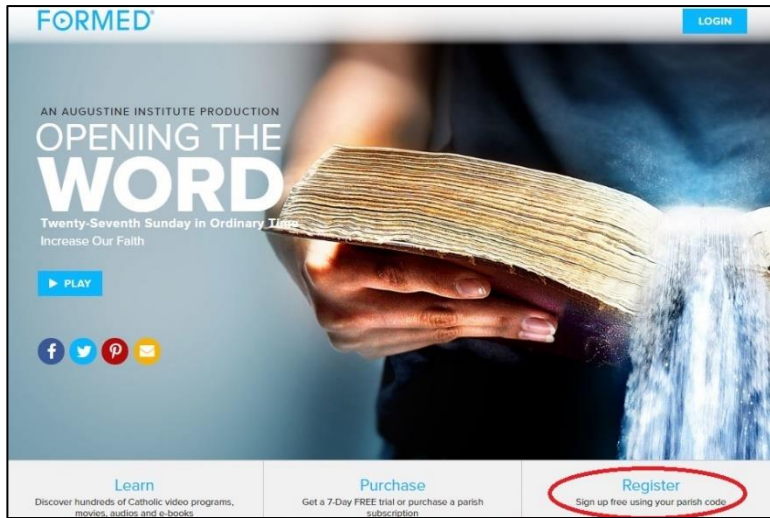 FORMED®
LOGIN
AN AUGUSTINE INSTITUTE PRODUCTION
OPENING THE
WORD
Twenty-Seventh Sunday in Ordinary Time
Increase Our Faith
PLAY
Learn
Discover hundreds of Catholic video programs,
movies, audios and e-books
Purchase
Get a 7-Day FREE trial or purchase a parish
subscription
Register
Sign up free using your parish code